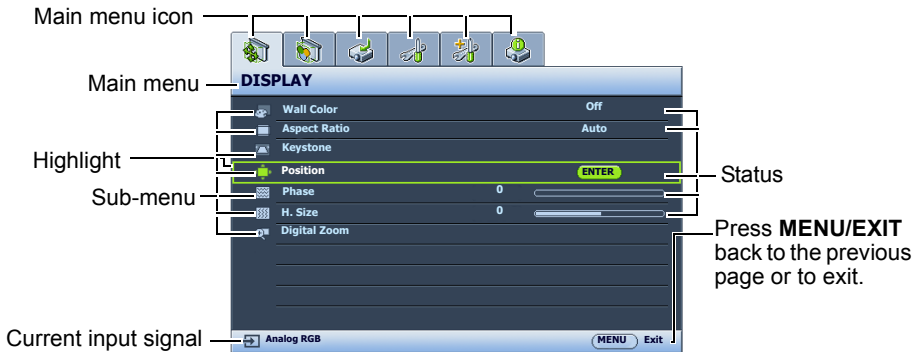 Main menu icon
Main menu
DISPLAY
Wall Color Off
Aspect Ratio Auto
Keystone
Highlight
Position ENTER
Status
Sub-menu
Phase 0
H. Size 0
Digital Zoom
Press MENU/EXIT
back to the previous
page or to exit.
Current input signal
Analog RGB
MENU Exit